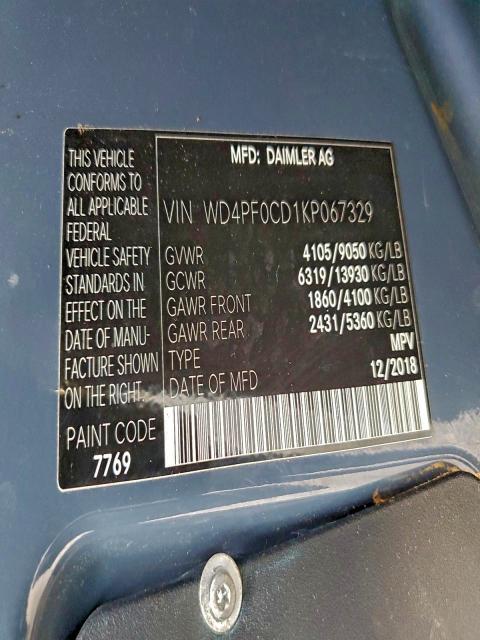 MFD: DAIMLER AG
THIS VEHICLE
CONFORMS TO
ALL APPLICABLE
FEDERAL
VEHICLE SAFETY
STANDARDS IN
EFFECT ON THE
DATE OF MANU-
FACTURE SHOWN
ON THE RIGHT.
PAINT CODE
7769
VIN WD4PF0CD1KP067329
GVWR 4105/9050 KG/LB
GCWR 6319/13930 KG/LB
GAWR FRONT 1860/4100 KG/LB
GAWR REAR 2431/5360 KG/LB
TYPE MPV
DATE OF MFD 12/2018